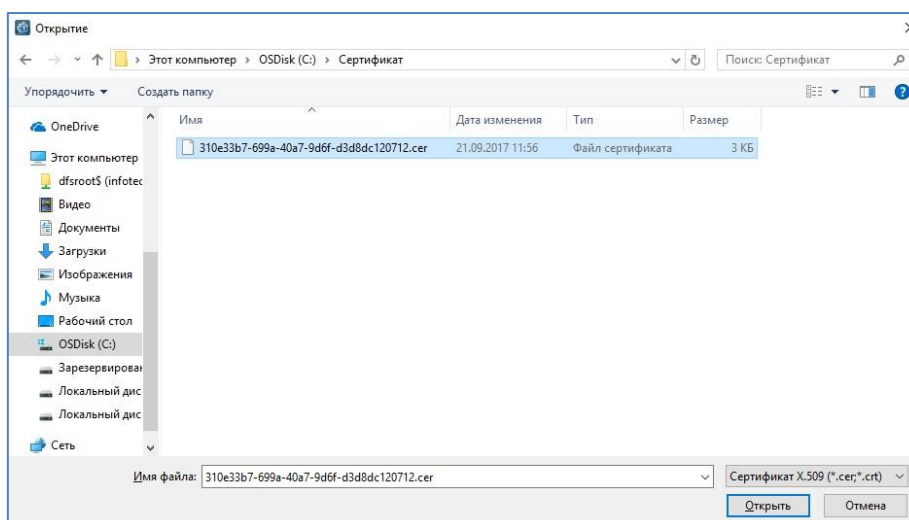 Открытие
Этот компьютер › OSDisk (C:) › Сертификат
Поиск: Сертификат
Упорядочить
Создать папку
Имя Дата изменения Тип Размер
310e33b7-699a-40a7-9d6f-d3d8dc120712.cer 21.09.2017 11:56 Файл сертификата 3 КБ
OneDrive
Этот компьютер
dfsroot$ (infotec
Видео
Документы
Загрузки
Изображения
Музыка
Рабочий стол
OSDisk (C:)
Зарезервирован
Локальный дис
Локальный дис
Сеть
Имя файла: 310e33b7-699a-40a7-9d6f-d3d8dc120712.cer
Сертификат X.509 (*.cer;*.crt)
Открыть Отмена